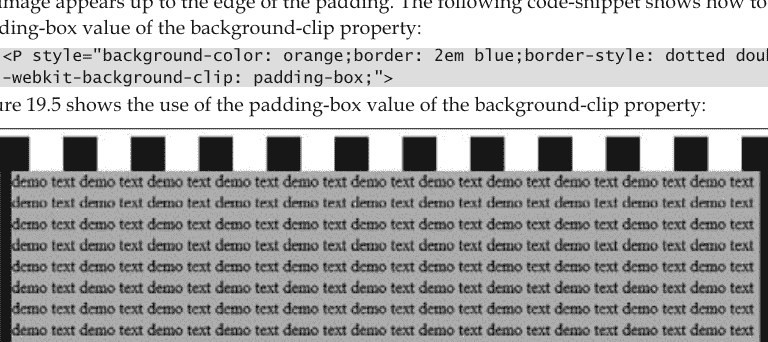 image appears up to the edge of the padding. The following code-snippet shows how to
ding-box value of the background-clip property:
<P style="background-color: orange;border: 2em blue;border-style: dotted dou
-webkit-background-clip: padding-box;">
ure 19.5 shows the use of the padding-box value of the background-clip property:
demo text demo text demo text demo text demo text demo text demo text demo text demo text demo text demo text
demo text demo text demo text demo text demo text demo text demo text demo text demo text demo text demo text
demo text demo text demo text demo text demo text demo text demo text demo text demo text demo text demo text
demo text demo text demo text demo text demo text demo text demo text demo text demo text demo text demo text
demo text demo text demo text demo text demo text demo text demo text demo text demo text demo text demo text
demo text demo text demo text demo text demo text demo text demo text demo text demo text demo text demo text
demo text demo text demo text demo text demo text demo text demo text demo text demo text demo text demo text
demo text demo text demo text demo text demo text demo text demo text demo text demo text demo text demo text